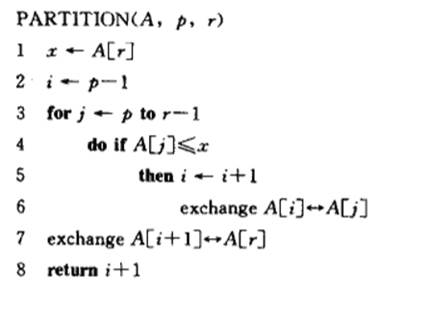 PARTITION(A, p, r)
1 x ← A[r]
2 i ← p−1
3 for j ← p to r−1
4 do if A[j]⩽x
5 then i ← i+1
6 exchange A[i]↔A[j]
7 exchange A[i+1]↔A[r]
8 return i+1